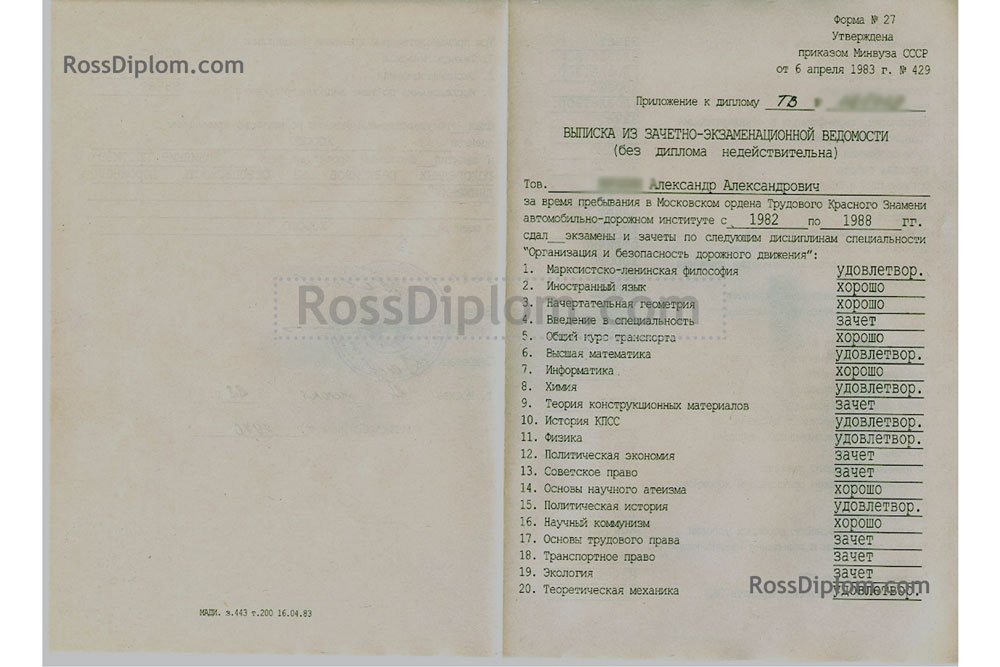 RossDiplom.com
Форма № 27
Утверждена
приказом Минвуза СССР
от 6 апреля 1983 г. № 429
Приложение к диплому ТВ
ВЫПИСКА ИЗ ЗАЧЕТНО-ЭКЗАМЕНАЦИОННОЙ ВЕДОМОСТИ
(без диплома недействительна)
Тов. Александр Александрович
за время пребывания в Московском ордена Трудового Красного Знамени
автомобильно-дорожном институте с 1982 по 1988 гг.
сдал экзамены и зачеты по следующим дисциплинам специальности
"Организация и безопасность дорожного движения":
1. Марксистско-ленинская философия удовлетвор.
2. Иностранный язык хорошо
RossDiplom.com
3. Начертательная геометрия хорошо
4. Введение в специальность зачет
5. Общий курс транспорта хорошо
6. Высшая математика удовлетвор.
7. Информатика хорошо
8. Химия удовлетвор.
9. Теория конструкционных материалов зачет
10. История КПСС удовлетвор.
11. Физика удовлетвор.
12. Политическая экономия зачет
13. Советское право зачет
14. Основы научного атеизма хорошо
15. Политическая история удовлетвор.
16. Научный коммунизм хорошо
17. Основы трудового права зачет
18. Транспортное право зачет
19. Экология зачет
RossDiplom.com
20. Теоретическая механика удовлетвор.
МАДИ. з.443 т.200 16.04.83